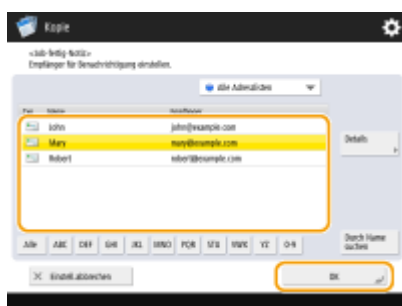 Kopie
<Job-fertig-Notiz>
Empfänger für Benachrichtigung einstellen.
Alle Adresslisten
Typ Name Empfänger
John john@example.com
Mary mary@example.com
Robert robert@example.com
Details
Alle ABC DEF GHI JKL MNO PQR STU VWX YZ 0-9
Durch Name
suchen
Einstell.abbrechen
OK